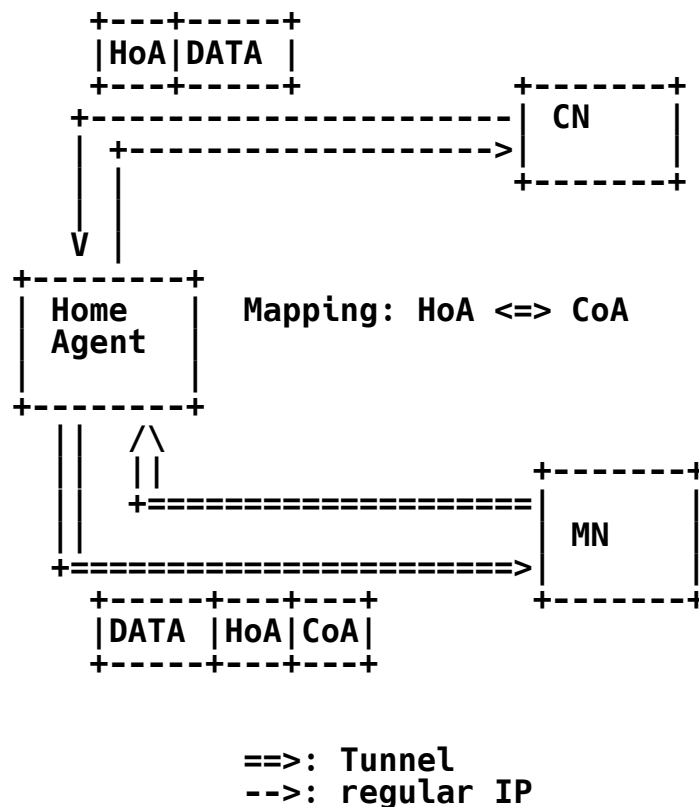 HoA DATA
CN
Home
Agent
Mapping: HoA <=> CoA
MN
DATA HoA CoA
==>: Tunnel
-->: regular IP